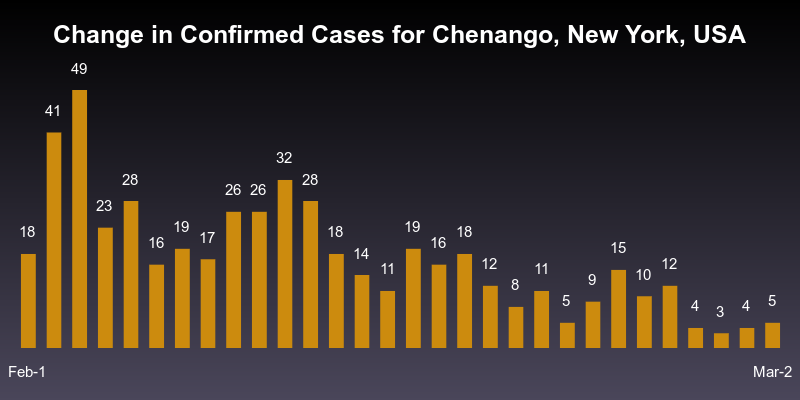 Change in Confirmed Cases for Chenango, New York, USA
18 41 49 23 28 16 19 17 26 26 32 28 18 14 11 19 16 18 12 8 11 5 9 15 10 12 4 3 4 5
Feb-1 Mar-2